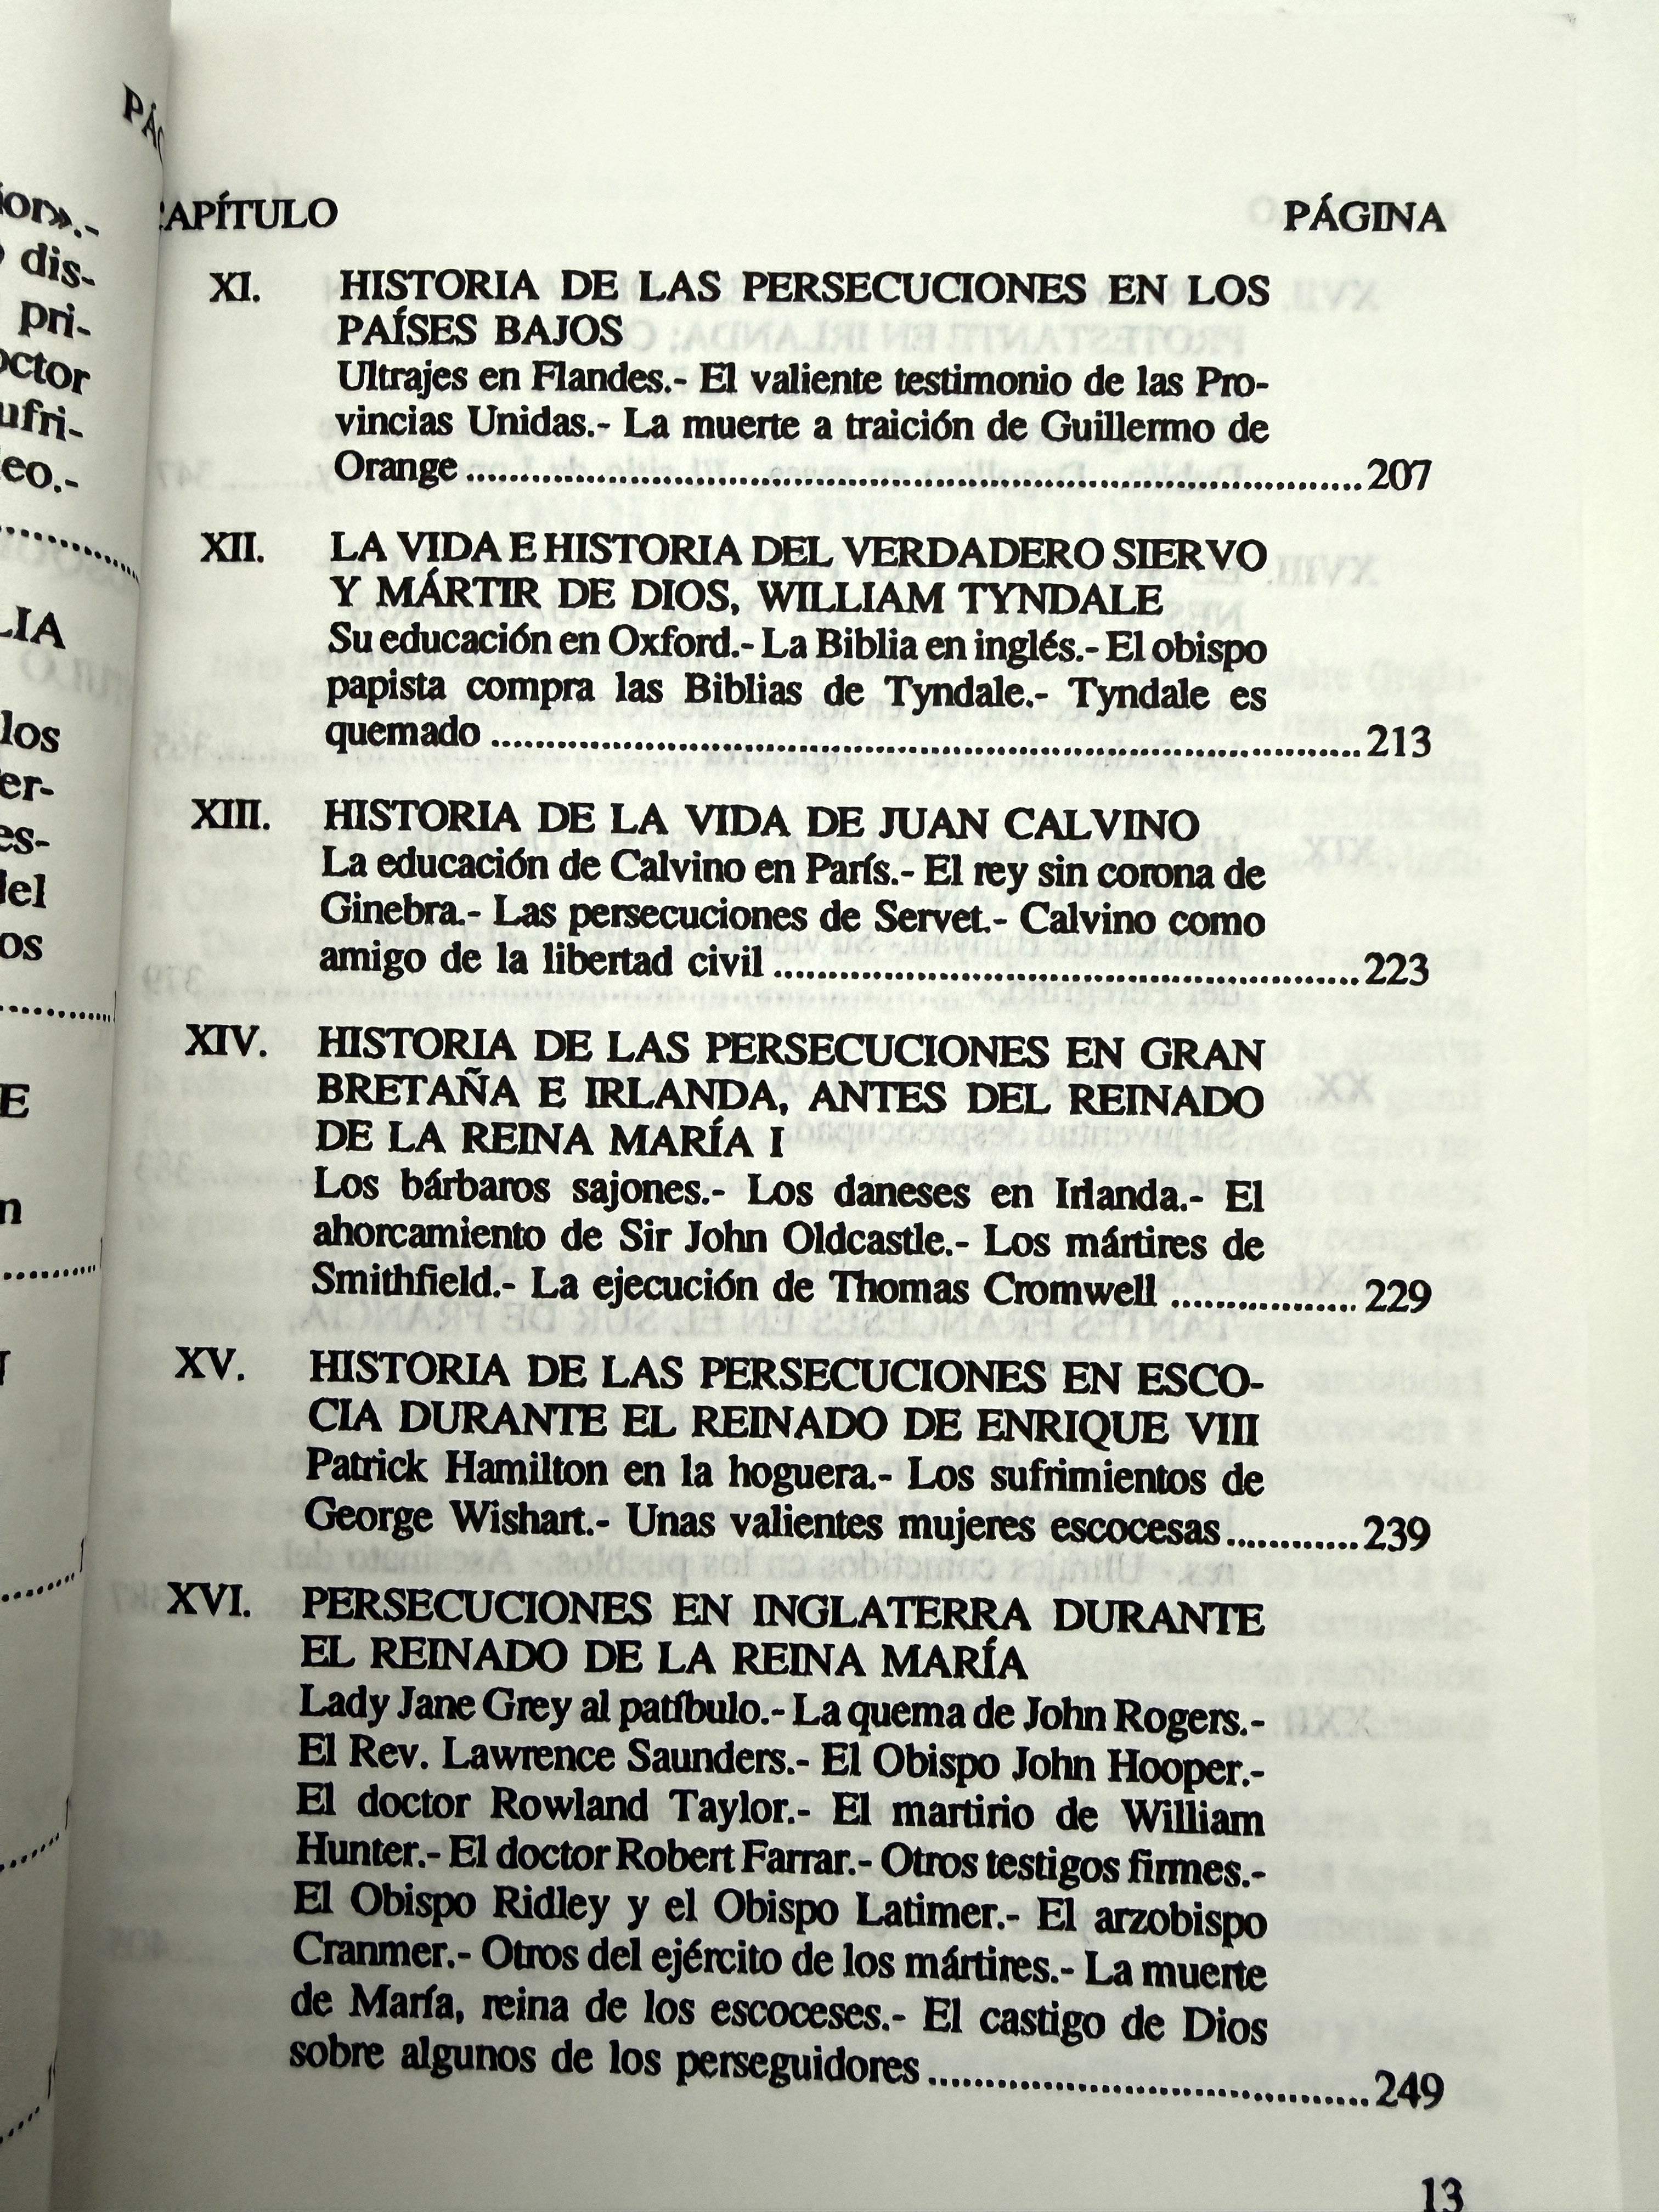 CAPÍTULO PÁGINA
XI. HISTORIA DE LAS PERSECUCIONES EN LOS
PAÍSES BAJOS
Ultrajes en Flandes.- El valiente testimonio de las Pro-
vincias Unidas.- La muerte a traición de Guillermo de
Orange ........ 207
XII. LA VIDA E HISTORIA DEL VERDADERO SIERVO
Y MÁRTIR DE DIOS, WILLIAM TYNDALE
Su educación en Oxford.- La Biblia en inglés.- El obispo
papista compra las Biblias de Tyndale.- Tyndale es
quemado ........ 213
XIII. HISTORIA DE LA VIDA DE JUAN CALVINO
La educación de Calvino en París.- El rey sin corona de
Ginebra.- Las persecuciones de Servet.- Calvino como
amigo de la libertad civil ........ 223
XIV. HISTORIA DE LAS PERSECUCIONES EN GRAN
BRETAÑA E IRLANDA, ANTES DEL REINADO
DE LA REINA MARÍA I
Los bárbaros sajones.- Los daneses en Irlanda.- El
ahorcamiento de Sir John Oldcastle.- Los mártires de
Smithfield.- La ejecución de Thomas Cromwell ........ 229
XV. HISTORIA DE LAS PERSECUCIONES EN ESCO-
CIA DURANTE EL REINADO DE ENRIQUE VIII
Patrick Hamilton en la hoguera.- Los sufrimientos de
George Wishart.- Unas valientes mujeres escocesas ........ 239
XVI. PERSECUCIONES EN INGLATERRA DURANTE
EL REINADO DE LA REINA MARÍA
Lady Jane Grey al patíbulo.- La quema de John Rogers.-
El Rev. Lawrence Saunders.- El Obispo John Hooper.-
El doctor Rowland Taylor.- El martirio de William
Hunter.- El doctor Robert Farrar.- Otros testigos firmes.-
El Obispo Ridley y el Obispo Latimer.- El arzobispo
Cranmer.- Otros del ejército de los mártires.- La muerte
de María, reina de los escoceses.- El castigo de Dios
sobre algunos de los perseguidores ........ 249
13